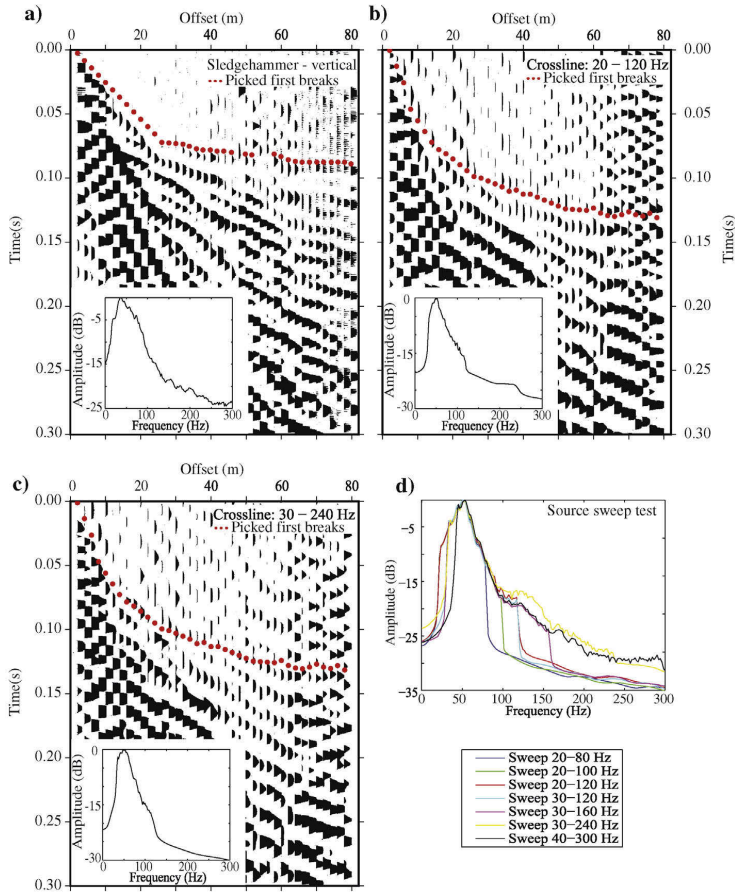 a)
Offset (m)
0 20 40 60 80
Time(s)
0.00
0.05
0.10
0.15
0.20
0.25
0.30
Sledgehammer - vertical
Picked first breaks
Amplitude (dB)
-5
-15
-25
0 100 200 300
Frequency (Hz)
b)
Offset (m)
0 20 40 60 80
Crossline: 20 – 120 Hz
Picked first breaks
Amplitude (dB)
0
-15
-30
0 100 200 300
Frequency (Hz)
0.00
0.05
0.10
0.15
0.20
0.25
0.30
Time(s)
c)
Offset (m)
0 20 40 60 80
Time(s)
0.00
0.05
0.10
0.15
0.20
0.25
0.30
Crossline: 30 – 240 Hz
Picked first breaks
Amplitude (dB)
0
-15
-30
0 100 200 300
Frequency (Hz)
d)
Source sweep test
Amplitude (dB)
-5
-15
-25
-35
0 50 100 150 200 250 300
Frequency (Hz)
Sweep 20–80 Hz
Sweep 20–100 Hz
Sweep 20–120 Hz
Sweep 30–120 Hz
Sweep 30–160 Hz
Sweep 30–240 Hz
Sweep 40–300 Hz